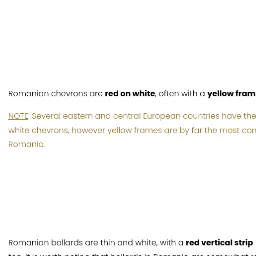 Romanian chevrons are red on white, often with a yellow fram
NOTE: Several eastern and central European countries have the
white chevrons, however yellow frames are by far the most con
Romania.
Romanian bollards are thin and white, with a red vertical strip